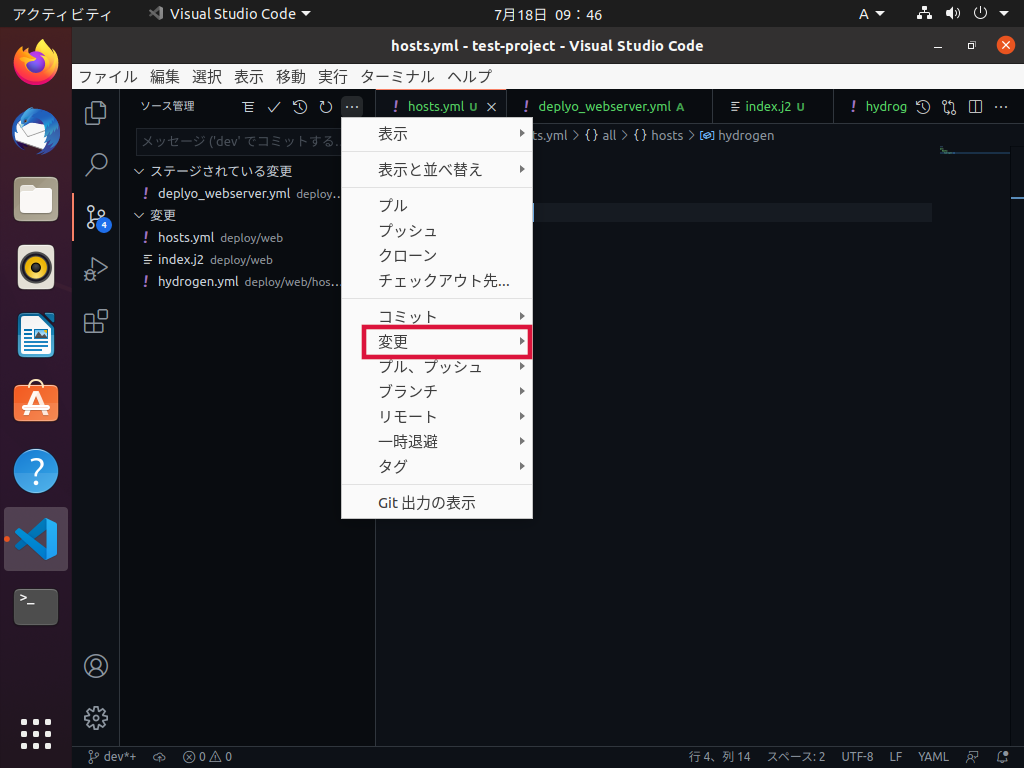 アクティビティ
Visual Studio Code
7月18日 09：46
A
hosts.yml - test-project - Visual Studio Code
ファイル 編集 選択 表示 移動 実行 ターミナル ヘルプ
ソース管理
! hosts.yml U
! deplyo_webserver.yml A
index.j2 U
! hydrog
メッセージ ('dev' でコミットする...
ts.yml > {} all > {} hosts > hydrogen
ステージされている変更
! deplyo_webserver.yml deploy...
変更
! hosts.yml deploy/web
index.j2 deploy/web
! hydrogen.yml deploy/web/hos...
4
表示
表示と並べ替え
プル
プッシュ
クローン
チェックアウト先...
コミット
変更
プル、プッシュ
ブランチ
リモート
一時退避
タグ
Git 出力の表示
dev*+
0
0
行 4、列 14
スペース: 2
UTF-8
LF
YAML